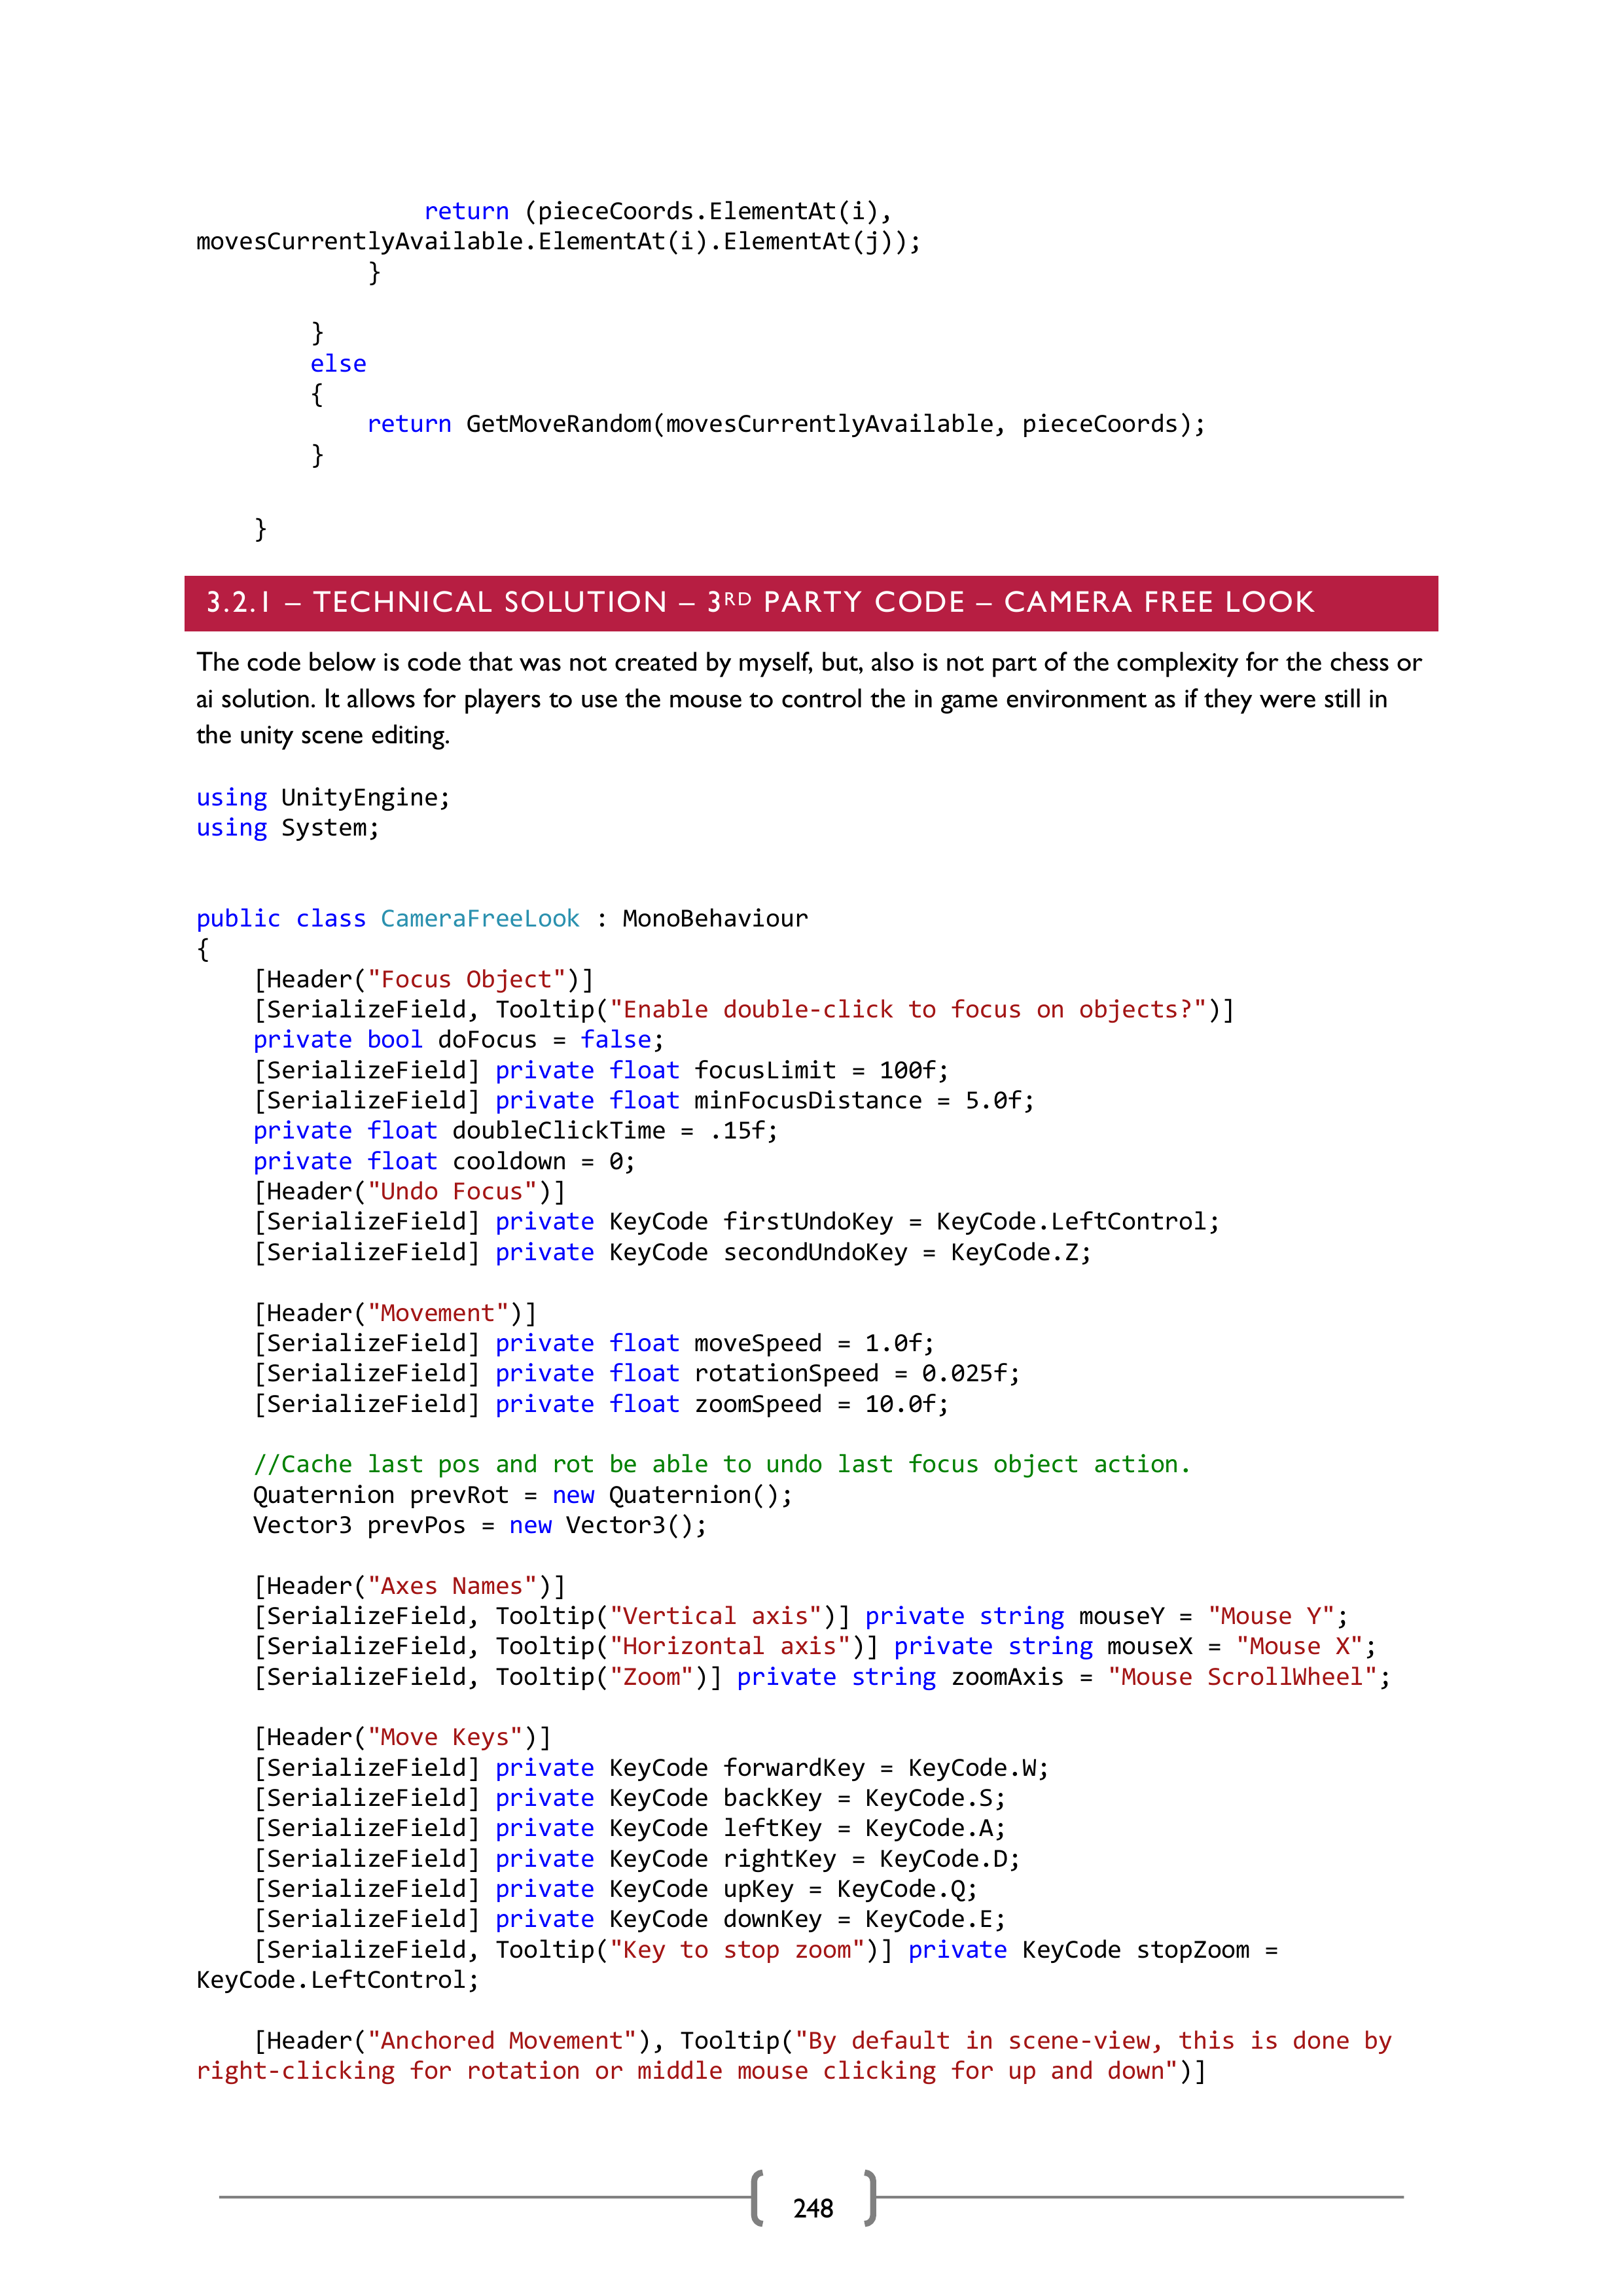 return (pieceCoords.ElementAt(i),
movesCurrentlyAvailable.ElementAt(i).ElementAt(j));
            }

        }
        else
        {
            return GetMoveRandom(movesCurrentlyAvailable, pieceCoords);
        }

    }
3.2.1 – TECHNICAL SOLUTION – 3RD PARTY CODE – CAMERA FREE LOOK
The code below is code that was not created by myself, but, also is not part of the complexity for the chess or
ai solution. It allows for players to use the mouse to control the in game environment as if they were still in
the unity scene editing.

using UnityEngine;
using System;

public class CameraFreeLook : MonoBehaviour
{
    [Header("Focus Object")]
    [SerializeField, Tooltip("Enable double-click to focus on objects?")]
    private bool doFocus = false;
    [SerializeField] private float focusLimit = 100f;
    [SerializeField] private float minFocusDistance = 5.0f;
    private float doubleClickTime = .15f;
    private float cooldown = 0;
    [Header("Undo Focus")]
    [SerializeField] private KeyCode firstUndoKey = KeyCode.LeftControl;
    [SerializeField] private KeyCode secondUndoKey = KeyCode.Z;

    [Header("Movement")]
    [SerializeField] private float moveSpeed = 1.0f;
    [SerializeField] private float rotationSpeed = 0.025f;
    [SerializeField] private float zoomSpeed = 10.0f;

    //Cache last pos and rot be able to undo last focus object action.
    Quaternion prevRot = new Quaternion();
    Vector3 prevPos = new Vector3();

    [Header("Axes Names")]
    [SerializeField, Tooltip("Vertical axis")] private string mouseY = "Mouse Y";
    [SerializeField, Tooltip("Horizontal axis")] private string mouseX = "Mouse X";
    [SerializeField, Tooltip("Zoom")] private string zoomAxis = "Mouse ScrollWheel";

    [Header("Move Keys")]
    [SerializeField] private KeyCode forwardKey = KeyCode.W;
    [SerializeField] private KeyCode backKey = KeyCode.S;
    [SerializeField] private KeyCode leftKey = KeyCode.A;
    [SerializeField] private KeyCode rightKey = KeyCode.D;
    [SerializeField] private KeyCode upKey = KeyCode.Q;
    [SerializeField] private KeyCode downKey = KeyCode.E;
    [SerializeField, Tooltip("Key to stop zoom")] private KeyCode stopZoom =
KeyCode.LeftControl;

    [Header("Anchored Movement"), Tooltip("By default in scene-view, this is done by
right-clicking for rotation or middle mouse clicking for up and down")]
248